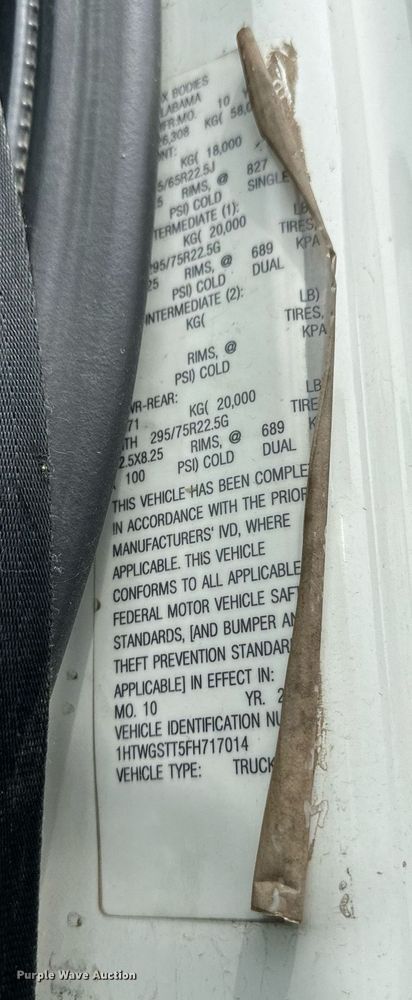 X BODIES
LABAMA
FR-MO. 10 Y
6,308 KG( 58,0
NT: KG( 18,000
5/65R22.5J
5 RIMS, @ 827
PSI) COLD SINGLE
TERMEDIATE (1): LB
KG( 20,000 TIRES,
295/75R22.5G KPA
25 RIMS, @ 689
PSI) COLD DUAL
INTERMEDIATE (2): LB)
KG( TIRES,
KPA
RIMS, @
PSI) COLD
WR-REAR: LB
71 KG( 20,000 TIRE
TH 295/75R22.5G K
2.5X8.25 RIMS, @ 689
100 PSI) COLD DUAL
THIS VEHICLE HAS BEEN COMPLE
IN ACCORDANCE WITH THE PRIOR
MANUFACTURERS' IVD, WHERE
APPLICABLE. THIS VEHICLE
CONFORMS TO ALL APPLICABLE
FEDERAL MOTOR VEHICLE SAF
STANDARDS, [AND BUMPER AN
THEFT PREVENTION STANDAR
APPLICABLE] IN EFFECT IN:
MO. 10 YR. 2
VEHICLE IDENTIFICATION NU
1HTWGSTT5FH717014
VEHICLE TYPE: TRUCK
Purple Wave Auction